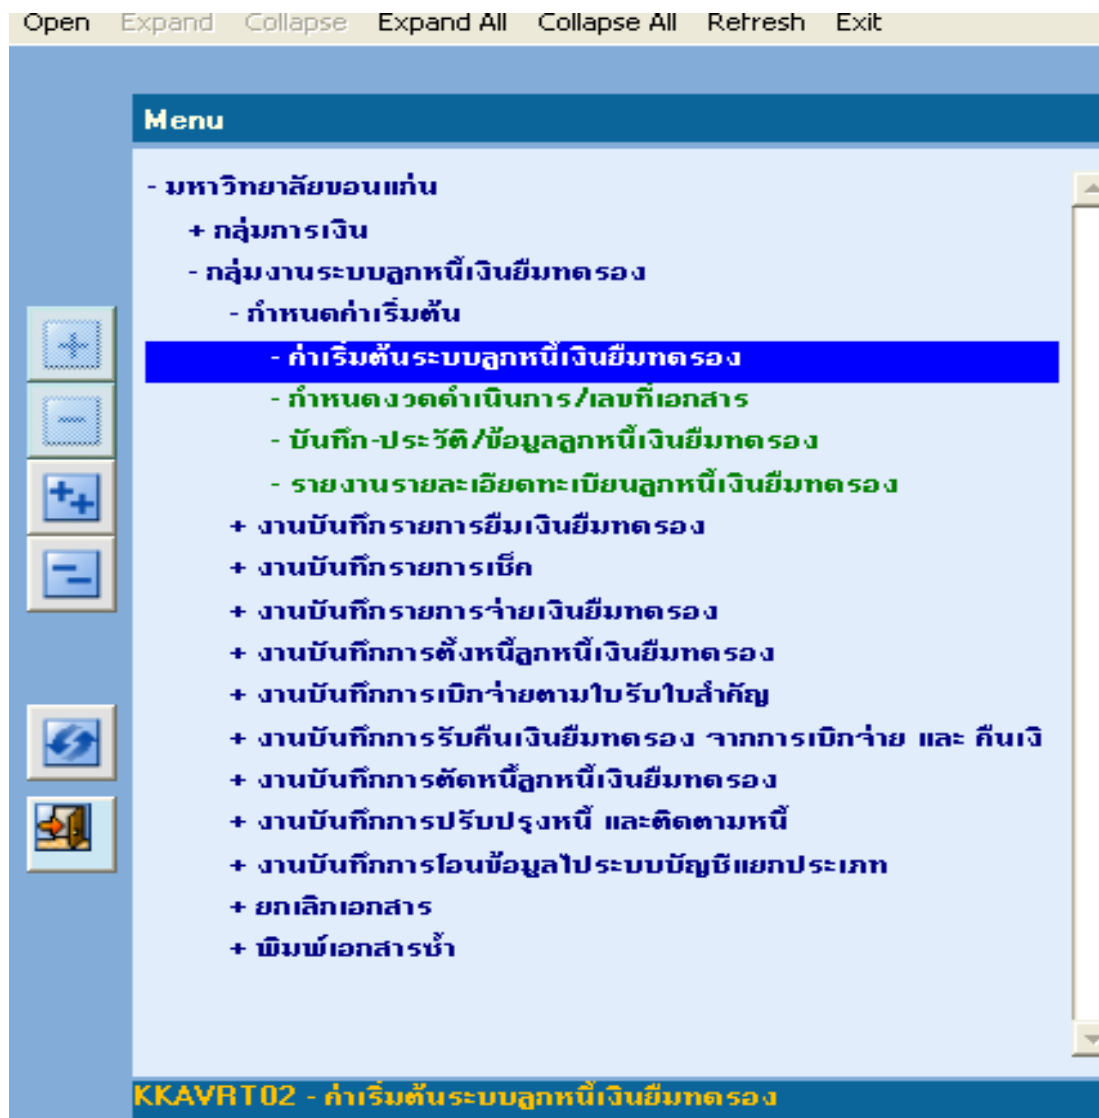 Open Expand Collapse Expand All Collapse All Refresh Exit
Menu
- มหาวิทยาลัยขอนแก่น
+ กลุ่มการเงิน
- กลุ่มงานระบบลูกหนี้เงินยืมทดรอง
- กำหนดค่าเริ่มต้น
- ค่าเริ่มต้นระบบลูกหนี้เงินยืมทดรอง
- กำหนดงวดดำเนินการ/เลขที่เอกสาร
- บันทึก-ประวัติ/ข้อมูลลูกหนี้เงินยืมทดรอง
- รายงานรายละเอียดทะเบียนลูกหนี้เงินยืมทดรอง
+ งานบันทึกรายการยืมเงินยืมทดรอง
+ งานบันทึกรายการเช็ค
+ งานบันทึกรายการจ่ายเงินยืมทดรอง
+ งานบันทึกการตั้งหนี้ลูกหนี้เงินยืมทดรอง
+ งานบันทึกการเบิกจ่ายตามใบรับใบสำคัญ
+ งานบันทึกการรับคืนเงินยืมทดรอง จากการเบิกจ่าย และ คืนเงิ
+ งานบันทึกการตัดหนี้ลูกหนี้เงินยืมทดรอง
+ งานบันทึกการปรับปรุงหนี้ และติดตามหนี้
+ งานบันทึกการโอนข้อมูลไประบบบัญชีแยกประเภท
+ ยกเลิกเอกสาร
+ พิมพ์เอกสารซ้ำ
KKAVRT02 - ค่าเริ่มต้นระบบลูกหนี้เงินยืมทดรอง